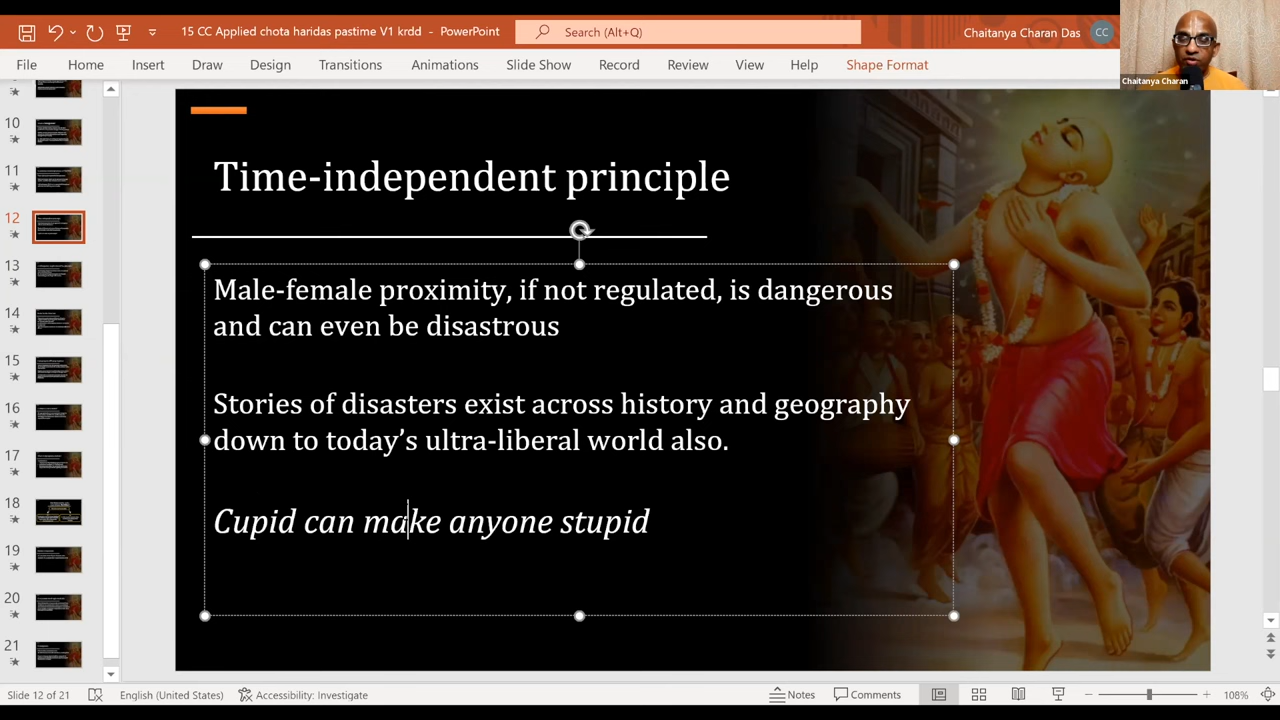 15 CC Applied chota haridas pastime V1 krdd - PowerPoint
Search (Alt+Q)
Chaitanya Charan Das
CC
File Home Insert Draw Design Transitions Animations Slide Show Record Review View Help Shape Format
Chaitanya Charan
10
11
12
13
14
15
16
17
18
19
20
21
Time-independent principle
Male-female proximity, if not regulated, is dangerous
and can even be disastrous
Stories of disasters exist across history and geography
down to today’s ultra-liberal world also.
Cupid can make anyone stupid
Slide 12 of 21 English (United States) Accessibility: Investigate Notes Comments 108%